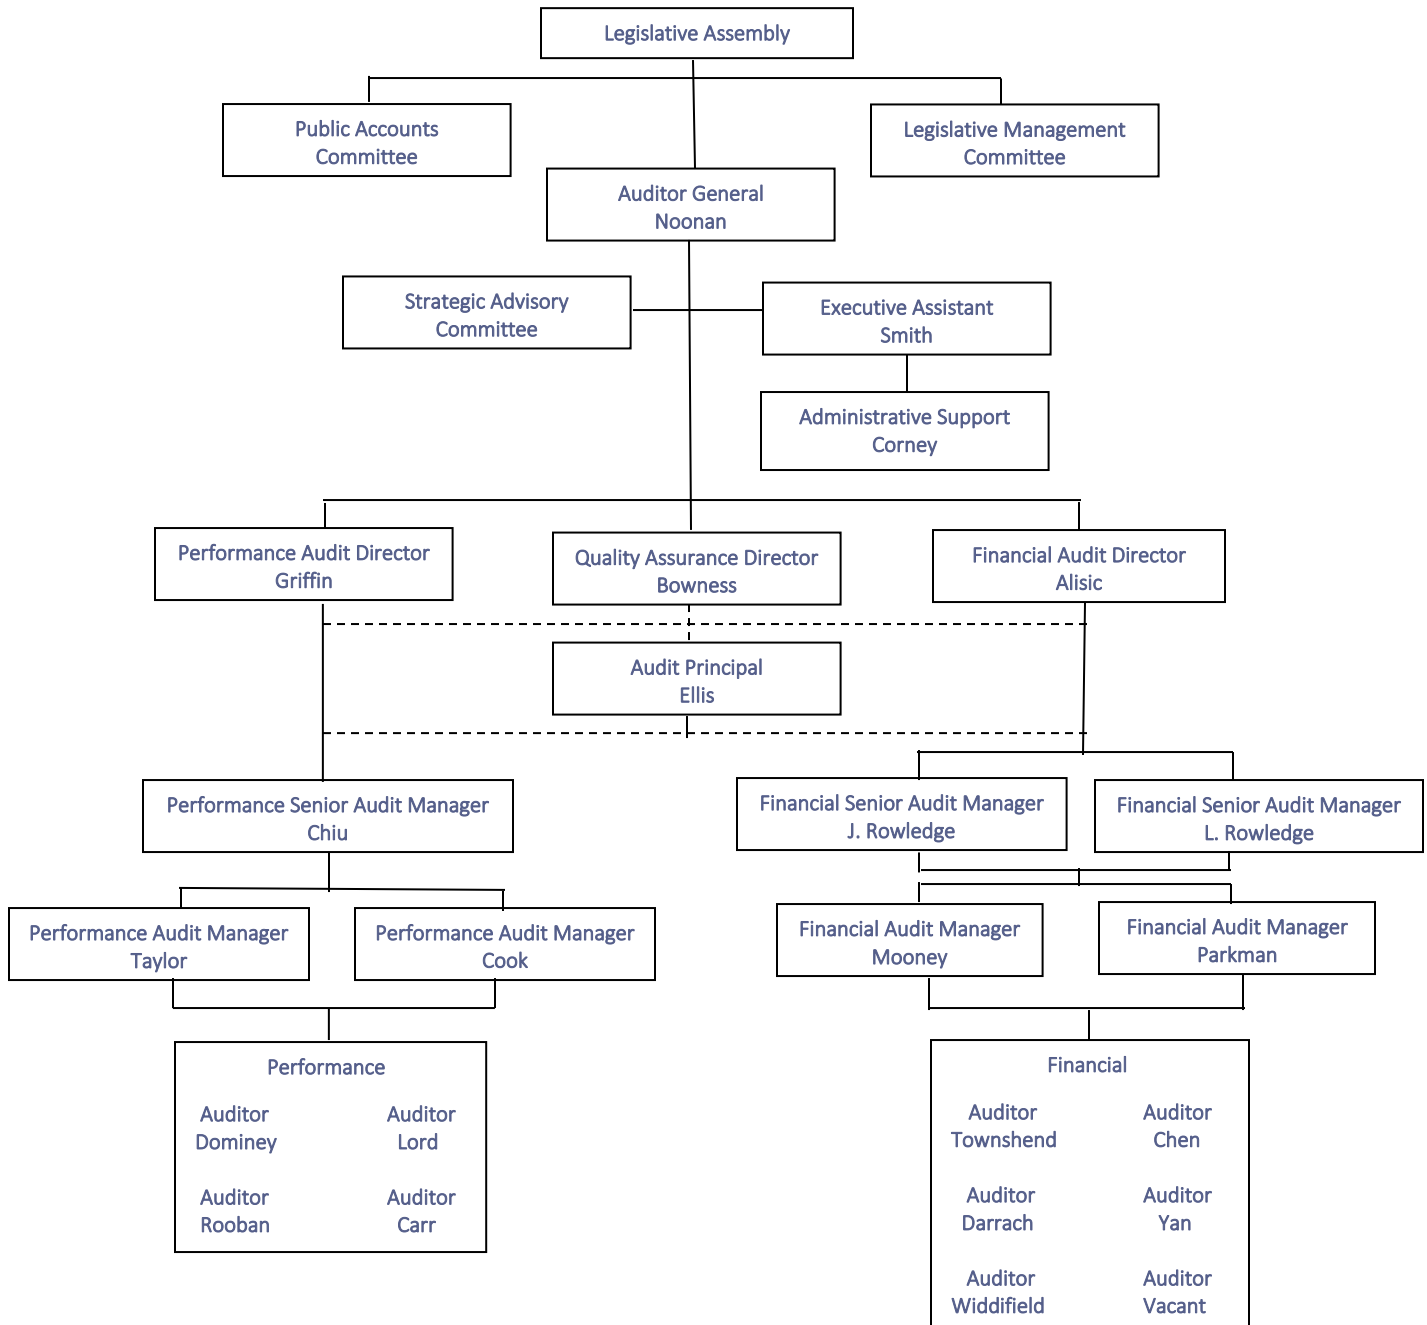 Legislative Assembly
Public Accounts
Committee
Legislative Management
Committee
Auditor General
Noonan
Strategic Advisory
Committee
Executive Assistant
Smith
Administrative Support
Corney
Performance Audit Director
Griffin
Quality Assurance Director
Bowness
Financial Audit Director
Alisic
Audit Principal
Ellis
Performance Senior Audit Manager
Chiu
Financial Senior Audit Manager
J. Rowledge
Financial Senior Audit Manager
L. Rowledge
Performance Audit Manager
Taylor
Performance Audit Manager
Cook
Financial Audit Manager
Mooney
Financial Audit Manager
Parkman
Performance
Auditor Auditor
Dominey Lord
Auditor Auditor
Rooban Carr
Financial
Auditor Auditor
Townshend Chen
Auditor Auditor
Darrach Yan
Auditor Auditor
Widdifield Vacant